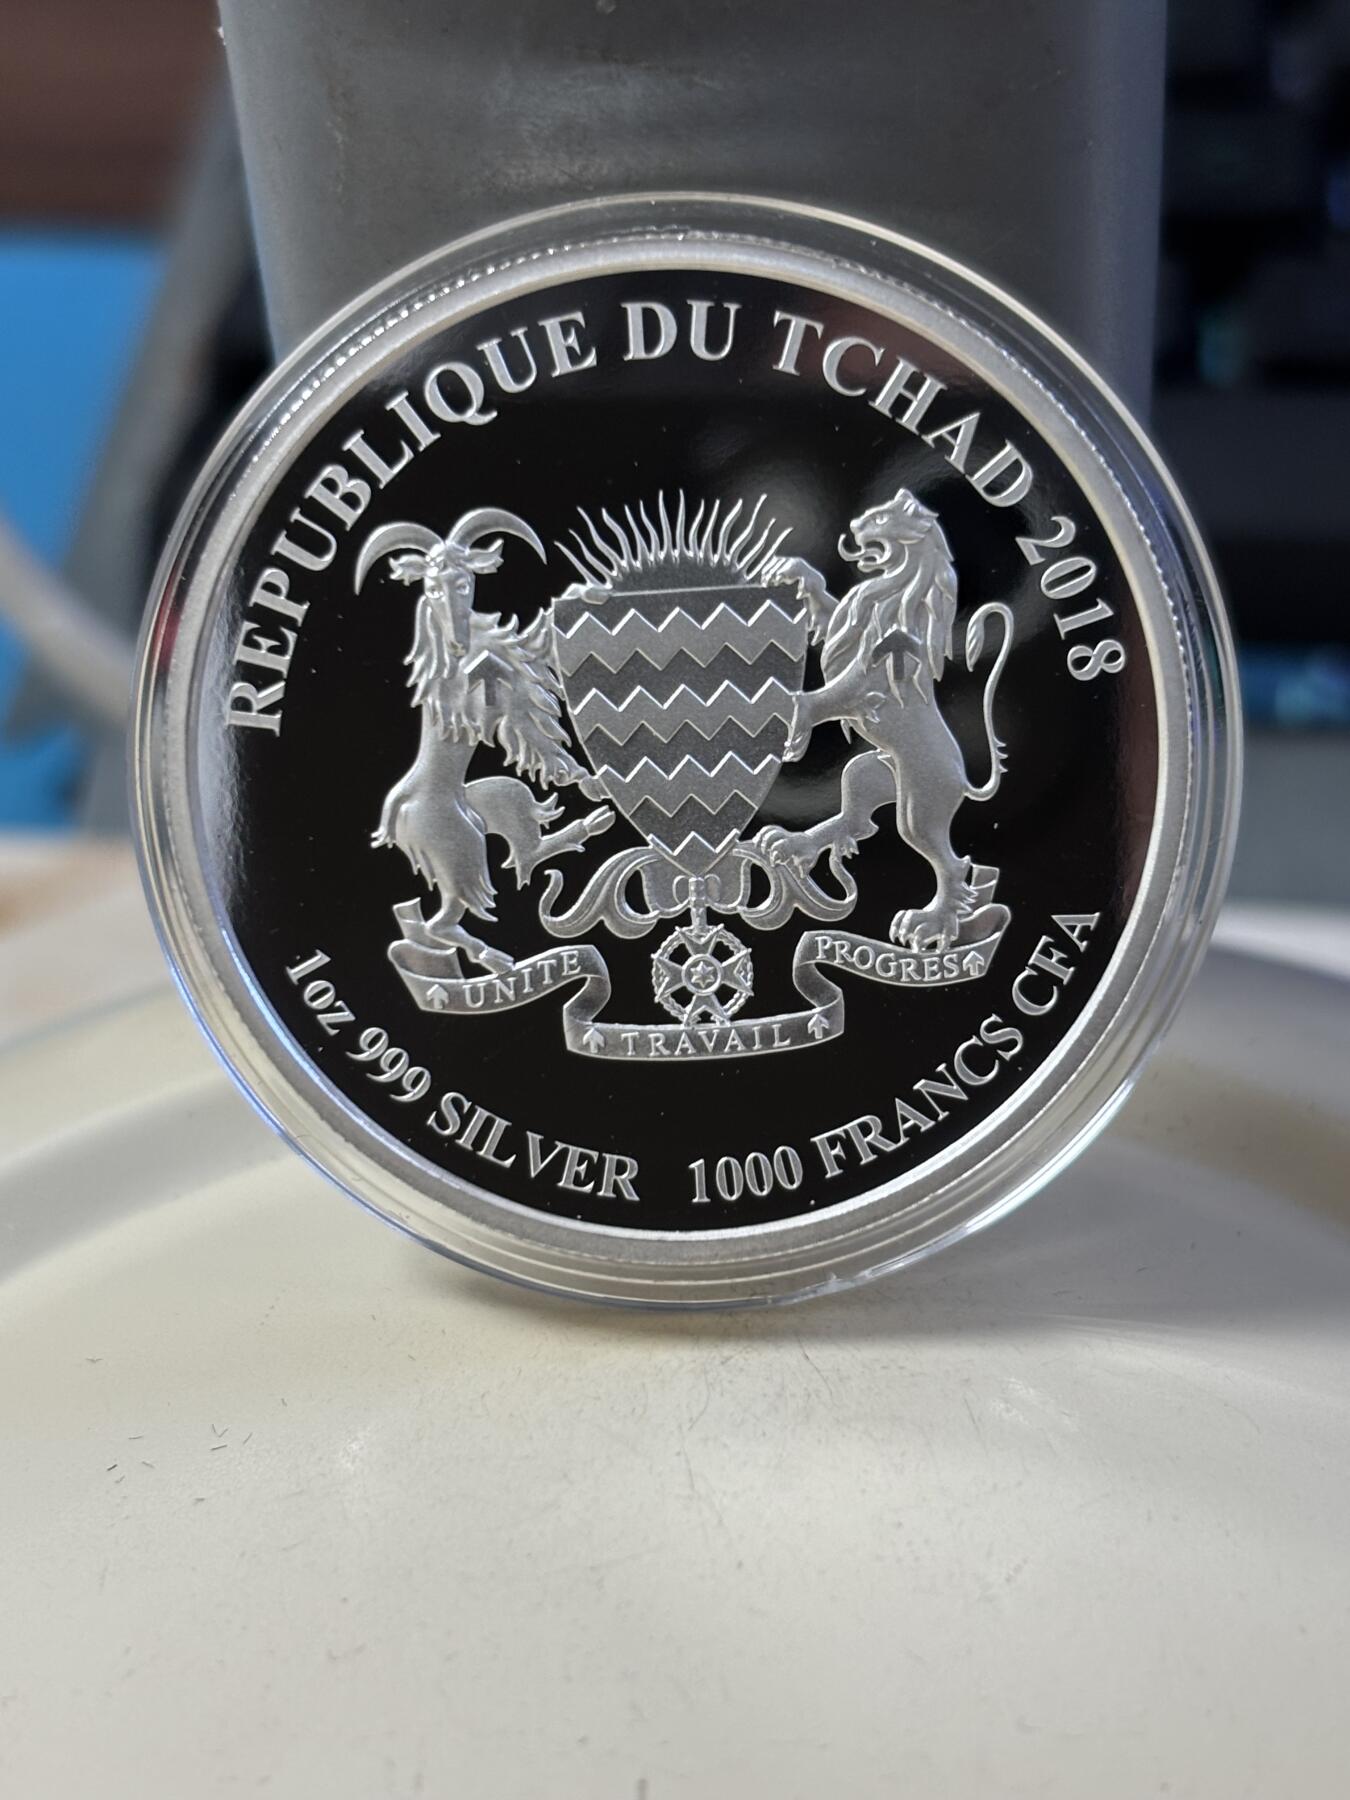 REPUBLIQUE DU TCHAD 2018
UNITE
PROGRES
TRAVAIL
1oz 999 SILVER 1000 FRANCS CFA